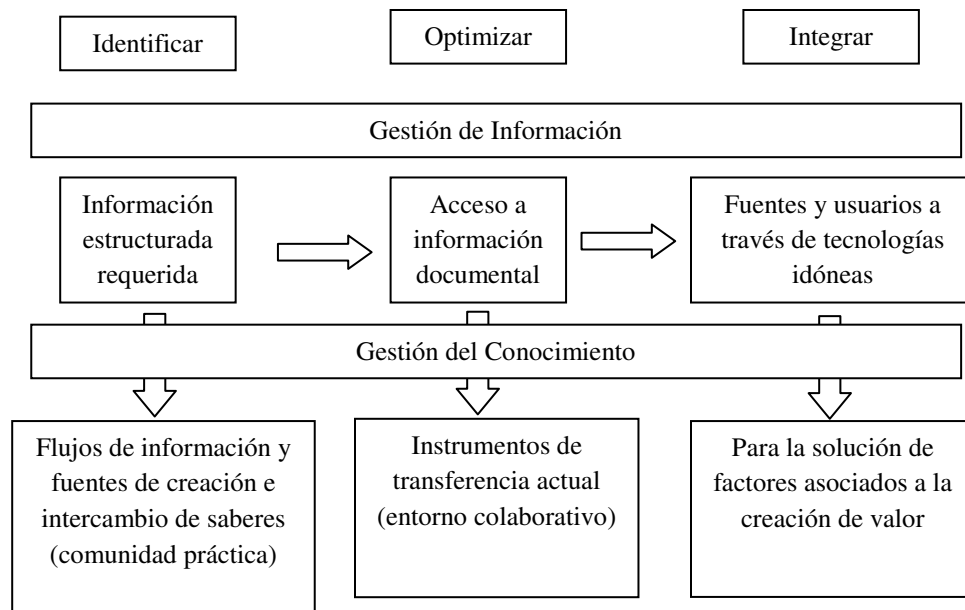 Identificar
Optimizar
Integrar
Gestión de Información
Información
estructurada
requerida
Acceso a
información
documental
Fuentes y usuarios a
través de tecnologías
idóneas
Gestión del Conocimiento
Flujos de información y
fuentes de creación e
intercambio de saberes
(comunidad práctica)
Instrumentos de
transferencia actual
(entorno colaborativo)
Para la solución de
factores asociados a la
creación de valor